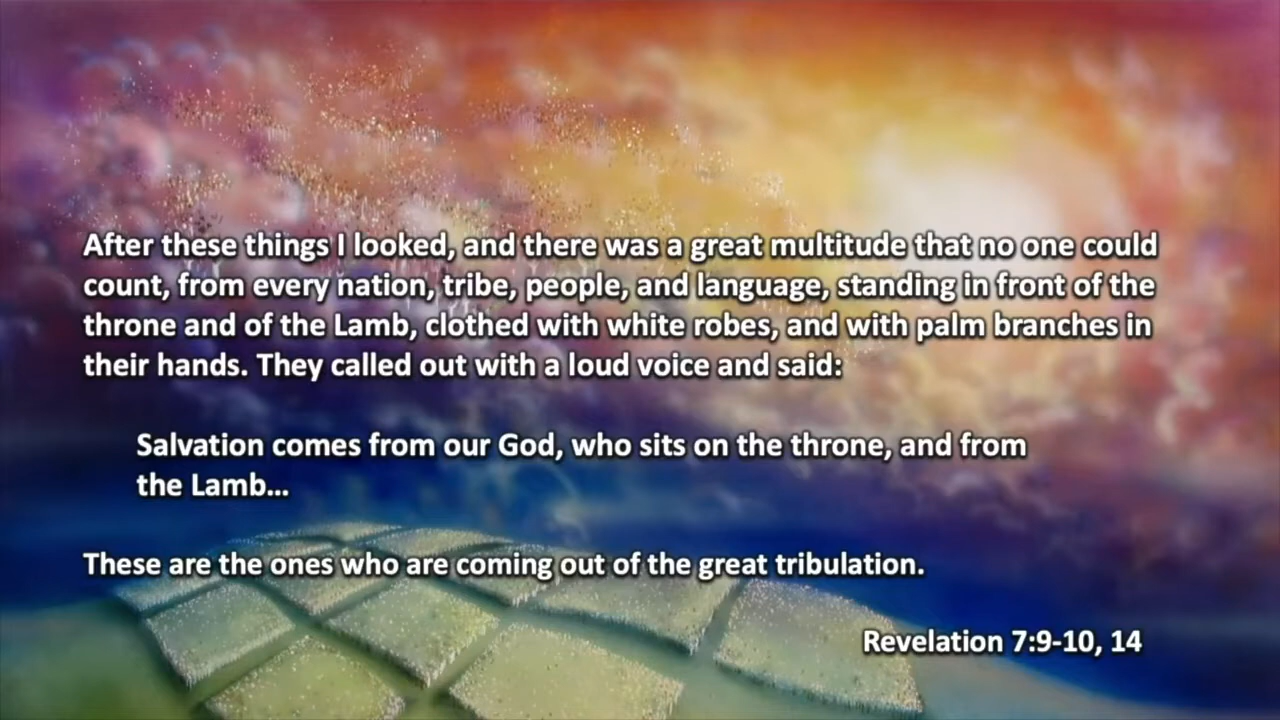 After these things I looked, and there was a great multitude that no one could
count, from every nation, tribe, people, and language, standing in front of the
throne and of the Lamb, clothed with white robes, and with palm branches in
their hands. They called out with a loud voice and said:
Salvation comes from our God, who sits on the throne, and from
the Lamb...
These are the ones who are coming out of the great tribulation.
Revelation 7:9-10, 14